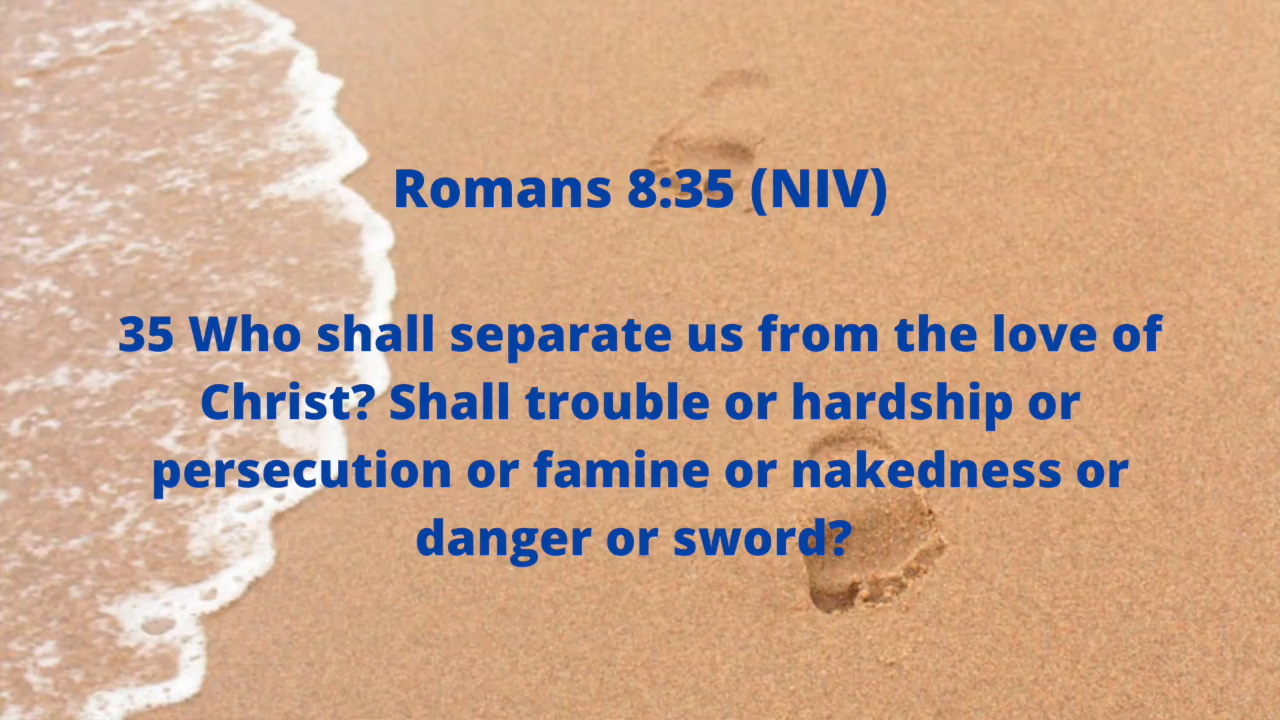 Romans 8:35 (NIV)
35 Who shall separate us from the love of
Christ? Shall trouble or hardship or
persecution or famine or nakedness or
danger or sword?